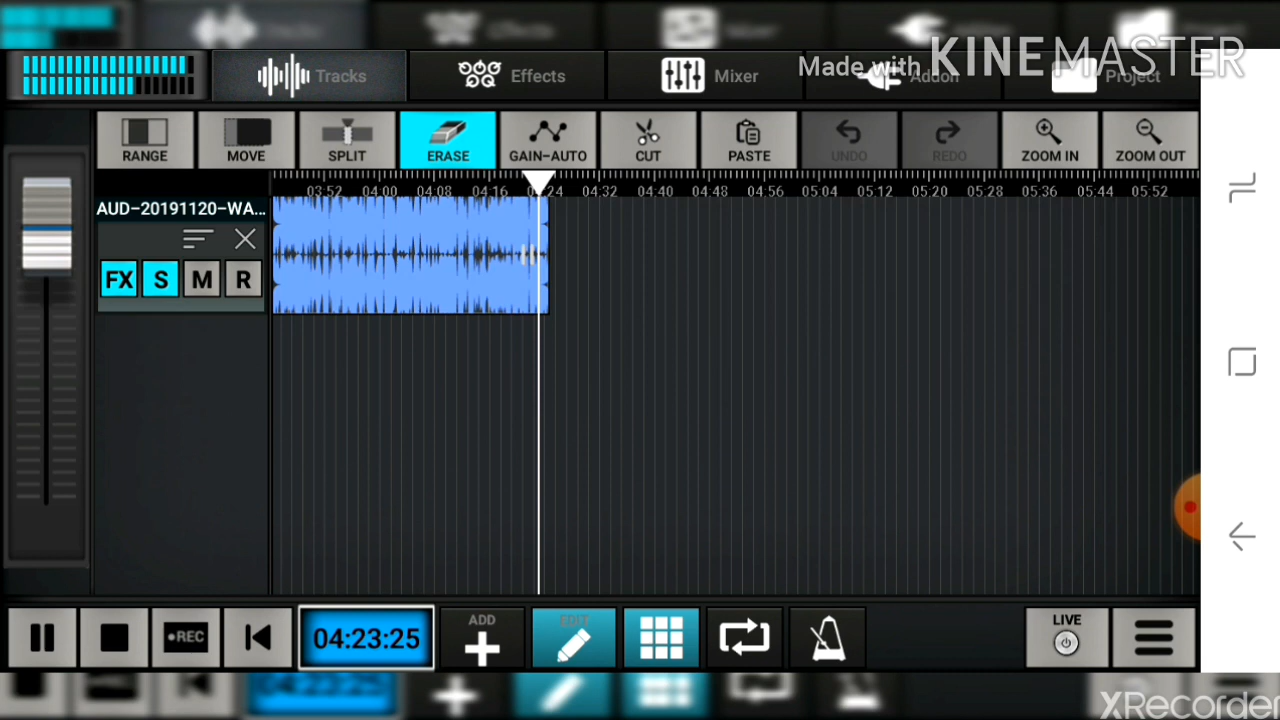 Made with KINEMASTER
Tracks
Effects
Mixer
Addon
Project
RANGE
MOVE
SPLIT
ERASE
GAIN-AUTO
CUT
PASTE
UNDO
REDO
ZOOM IN
ZOOM OUT
03:52 04:00 04:08 04:16 04:32 04:40 04:48 04:56 05:04 05:12 05:20 05:28 05:36 05:44 05:52
AUD-20191120-WA...
FX S M R
REC
04:23:25
ADD
EDIT
LIVE
XRecorder